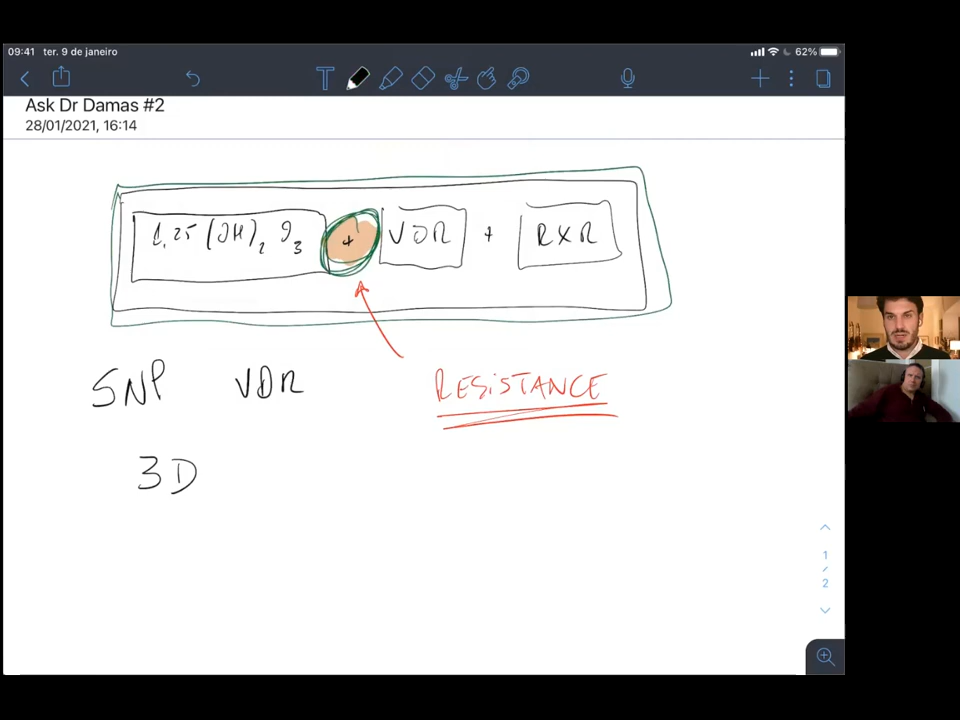 09:41 ter. 9 de janeiro 62%
T
Ask Dr Damas #2
28/01/2021, 16:14
1,25 (OH)2 D3 + VDR + RXR
SNP VDR RESISTANCE
3D
1
/
2